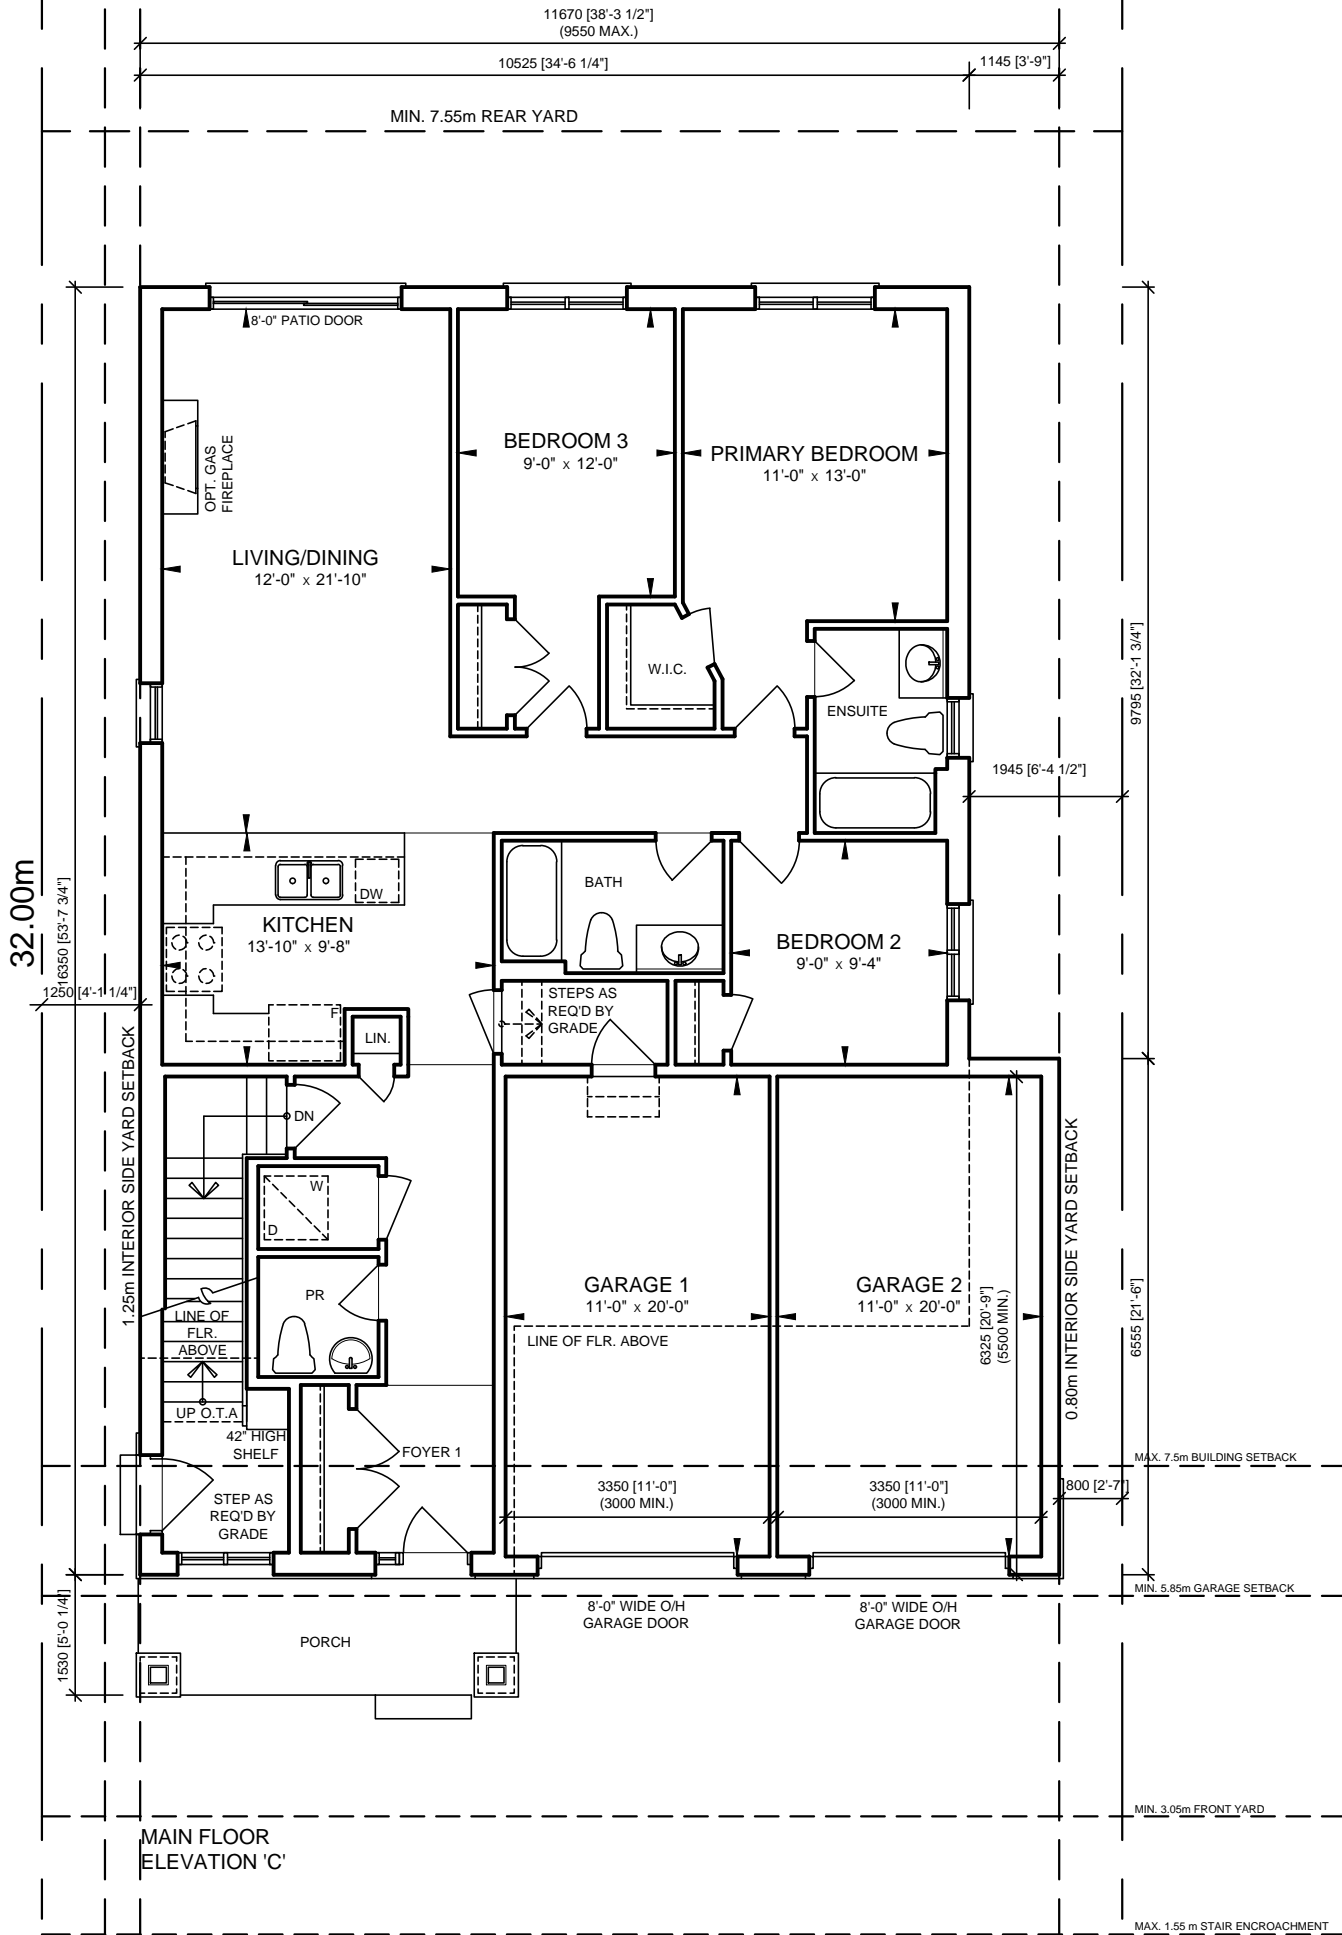 11670 [38'-3 1/2"]
(9550 MAX.)
10525 [34'-6 1/4"]
1145 [3'-9"]
MIN. 7.55m REAR YARD
8'-0" PATIO DOOR
OPT. GAS
FIREPLACE
BEDROOM 3
9'-0" x 12'-0"
PRIMARY BEDROOM
11'-0" x 13'-0"
LIVING/DINING
12'-0" x 21'-10"
W.I.C.
ENSUITE
9795 [32'-1 3/4"]
1945 [6'-4 1/2"]
32.00m
16350 [53'-7 3/4"]
1250 [4'-1 1/4"]
DW
KITCHEN
13'-10" x 9'-8"
BATH
BEDROOM 2
9'-0" x 9'-4"
STEPS AS
REQ'D BY
GRADE
F
LIN.
1.25m INTERIOR SIDE YARD SETBACK
DN
W
D
PR
LINE OF
FLR.
ABOVE
UP O.T.A
42" HIGH
SHELF
FOYER 1
STEP AS
REQ'D BY
GRADE
GARAGE 1
11'-0" x 20'-0"
LINE OF FLR. ABOVE
GARAGE 2
11'-0" x 20'-0"
6325 [20'-9"]
(5500 MIN.)
0.80m INTERIOR SIDE YARD SETBACK
6555 [21'-6"]
MAX. 7.5m BUILDING SETBACK
3350 [11'-0"]
(3000 MIN.)
3350 [11'-0"]
(3000 MIN.)
800 [2'-7"]
MIN. 5.85m GARAGE SETBACK
8'-0" WIDE O/H
GARAGE DOOR
8'-0" WIDE O/H
GARAGE DOOR
1530 [5'-0 1/4"]
PORCH
MIN. 3.05m FRONT YARD
MAIN FLOOR
ELEVATION 'C'
MAX. 1.55 m STAIR ENCROACHMENT